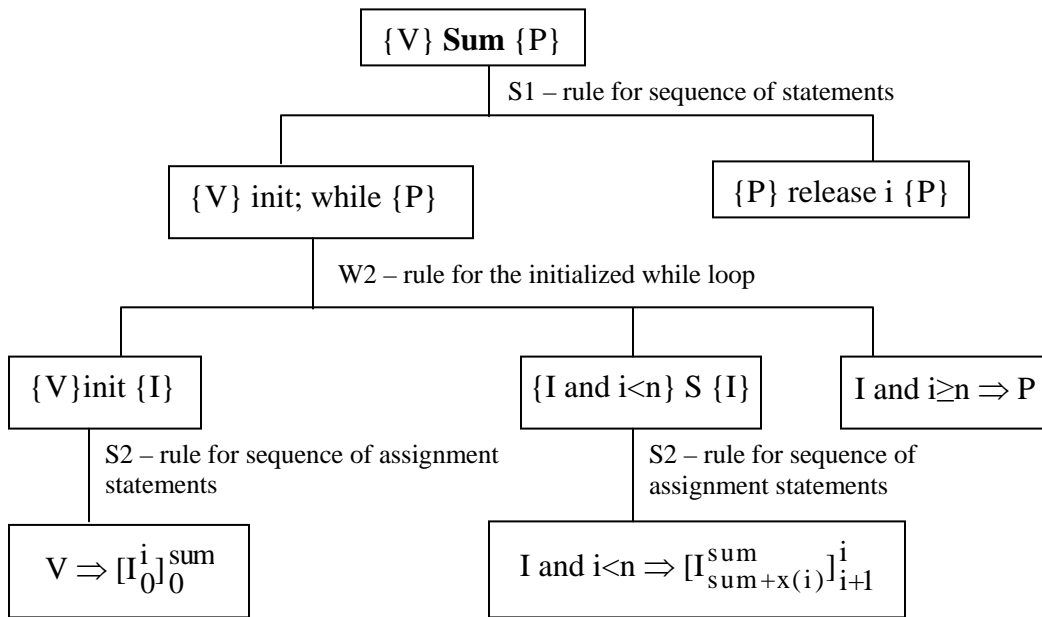 {V} Sum {P}
S1 – rule for sequence of statements
{V} init; while {P}
{P} release i {P}
W2 – rule for the initialized while loop
{V}init {I}
{I and i<n} S {I}
I and i≥n ⇒ P
S2 – rule for sequence of assignment
statements
S2 – rule for sequence of
assignment statements
V ⇒ [I^i_0]^sum_0
I and i<n ⇒ [I^sum_sum+x(i)]^i_i+1